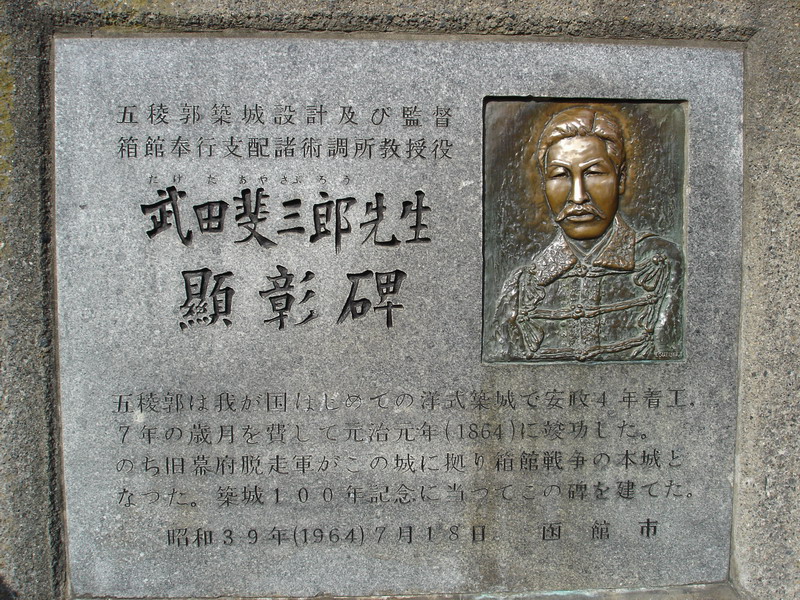 五稜郭築城設計及び監督
箱館奉行支配諸術調所教授役
たけだあやさぶろう
武田斐三郎先生
顯彰碑
五稜郭は我が国はじめての洋式築城で安政4年着工.
7年の歳月を費して元治元年(1864)に竣功した。
のち旧幕府脱走軍がこの城に拠り箱館戦争の本城と
なつた。築城100年記念に当つてこの碑を建てた。
昭和39年(1964)7月18日 函館市